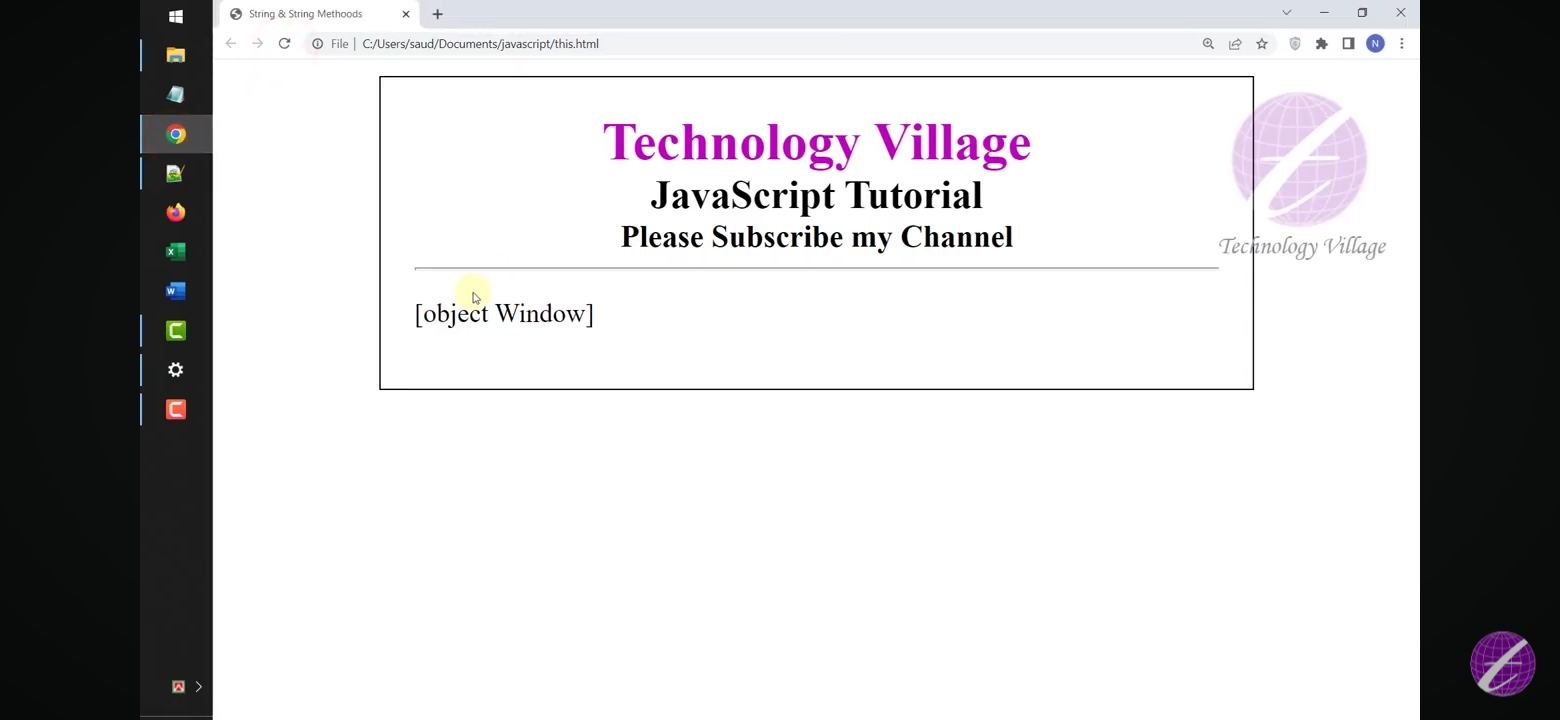 String & String Methoods
File C:/Users/saud/Documents/javascript/this.html
N
Technology Village
JavaScript Tutorial
Please Subscribe my Channel
Technology Village
[object Window]